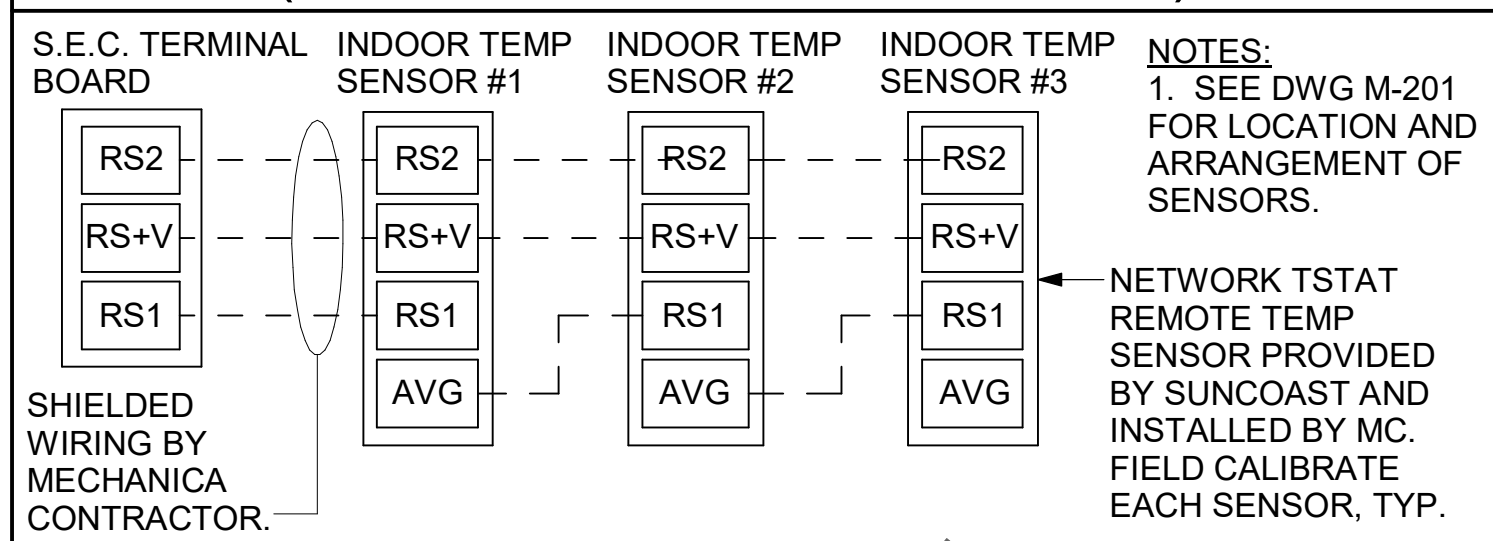 S.E.C. TERMINAL
BOARD
INDOOR TEMP
SENSOR #1
INDOOR TEMP
SENSOR #2
INDOOR TEMP
SENSOR #3
NOTES:
1. SEE DWG M-201
FOR LOCATION AND
ARRANGEMENT OF
SENSORS.
RS2
RS+V
RS1
RS2
RS+V
RS1
AVG
RS2
RS+V
RS1
AVG
RS2
RS+V
RS1
AVG
NETWORK TSTAT
REMOTE TEMP
SENSOR PROVIDED
BY SUNCOAST AND
INSTALLED BY MC.
FIELD CALIBRATE
EACH SENSOR, TYP.
SHIELDED
WIRING BY
MECHANICA
CONTRACTOR.